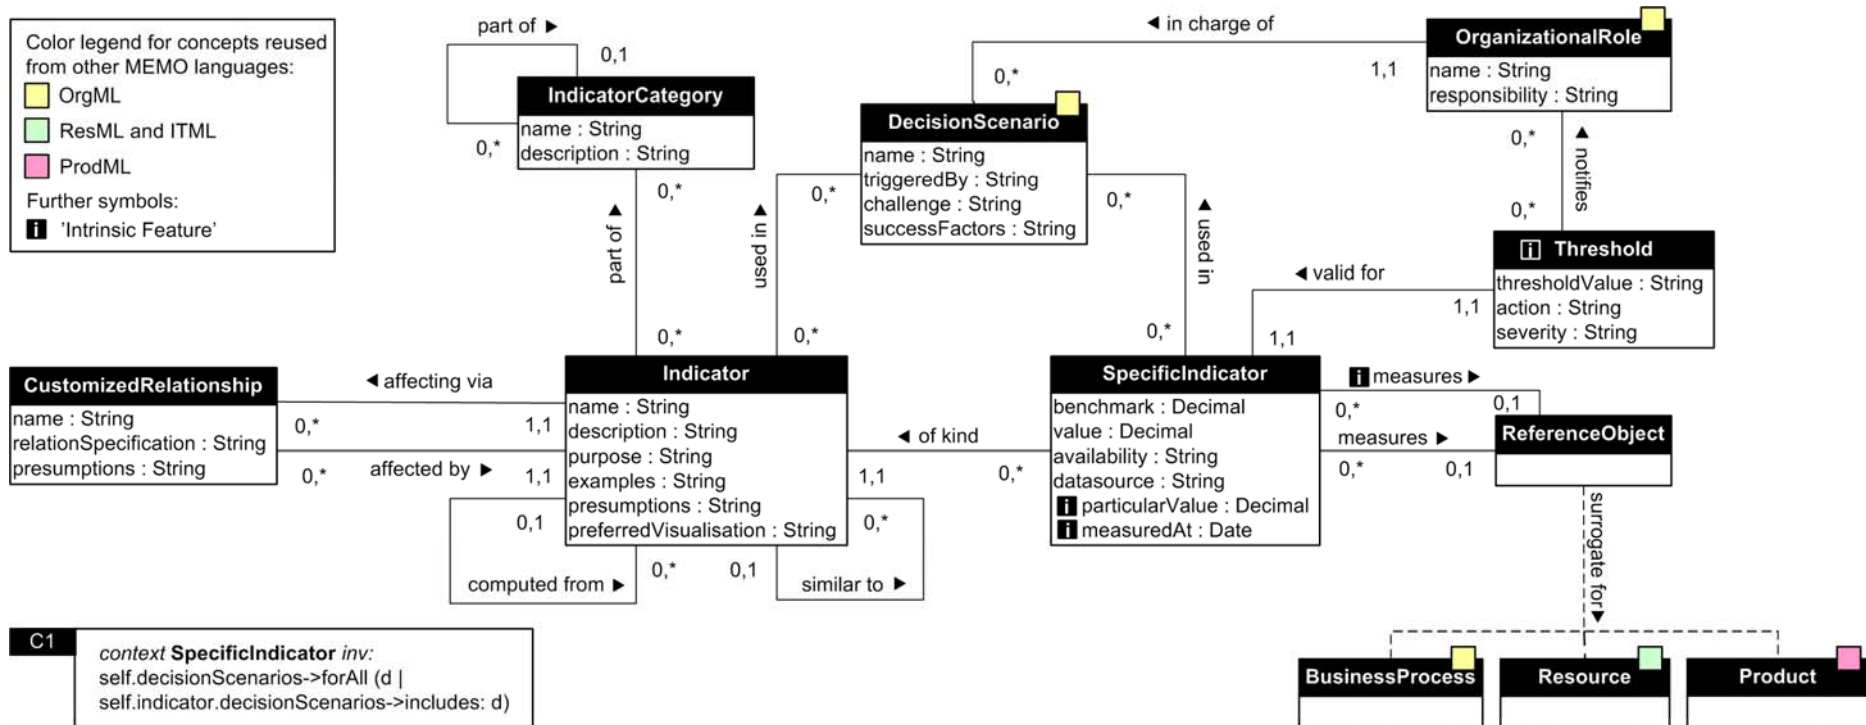 Color legend for concepts reused
from other MEMO languages:
OrgML
ResML and ITML
ProdML
Further symbols:
i 'Intrinsic Feature'
part of ►
0,1
0,*
IndicatorCategory
name : String
description : String
0,*
part of ►
0,*
◄ in charge of
0,*
1,1
DecisionScenario
name : String
triggeredBy : String
challenge : String
successFactors : String
0,*
0,*
used in ►
0,*
used in ►
0,*
OrganizationalRole
name : String
responsibility : String
0,*
notifies ►
0,*
i Threshold
thresholdValue : String
action : String
severity : String
◄ valid for
1,1
1,1
CustomizedRelationship
name : String
relationSpecification : String
presumptions : String
◄ affecting via
0,*
1,1
affected by ►
0,*
1,1
Indicator
name : String
description : String
purpose : String
examples : String
presumptions : String
preferredVisualisation : String
0,1
computed from ►
0,*
0,1
similar to ►
0,*
◄ of kind
1,1
0,*
SpecificIndicator
benchmark : Decimal
value : Decimal
availability : String
datasource : String
i particularValue : Decimal
i measuredAt : Date
i measures ►
0,*
0,1
measures ►
0,*
0,1
ReferenceObject
surrogate for ►
BusinessProcess
Resource
Product
C1
context SpecificIndicator inv:
self.decisionScenarios->forAll (d |
self.indicator.decisionScenarios->includes: d)